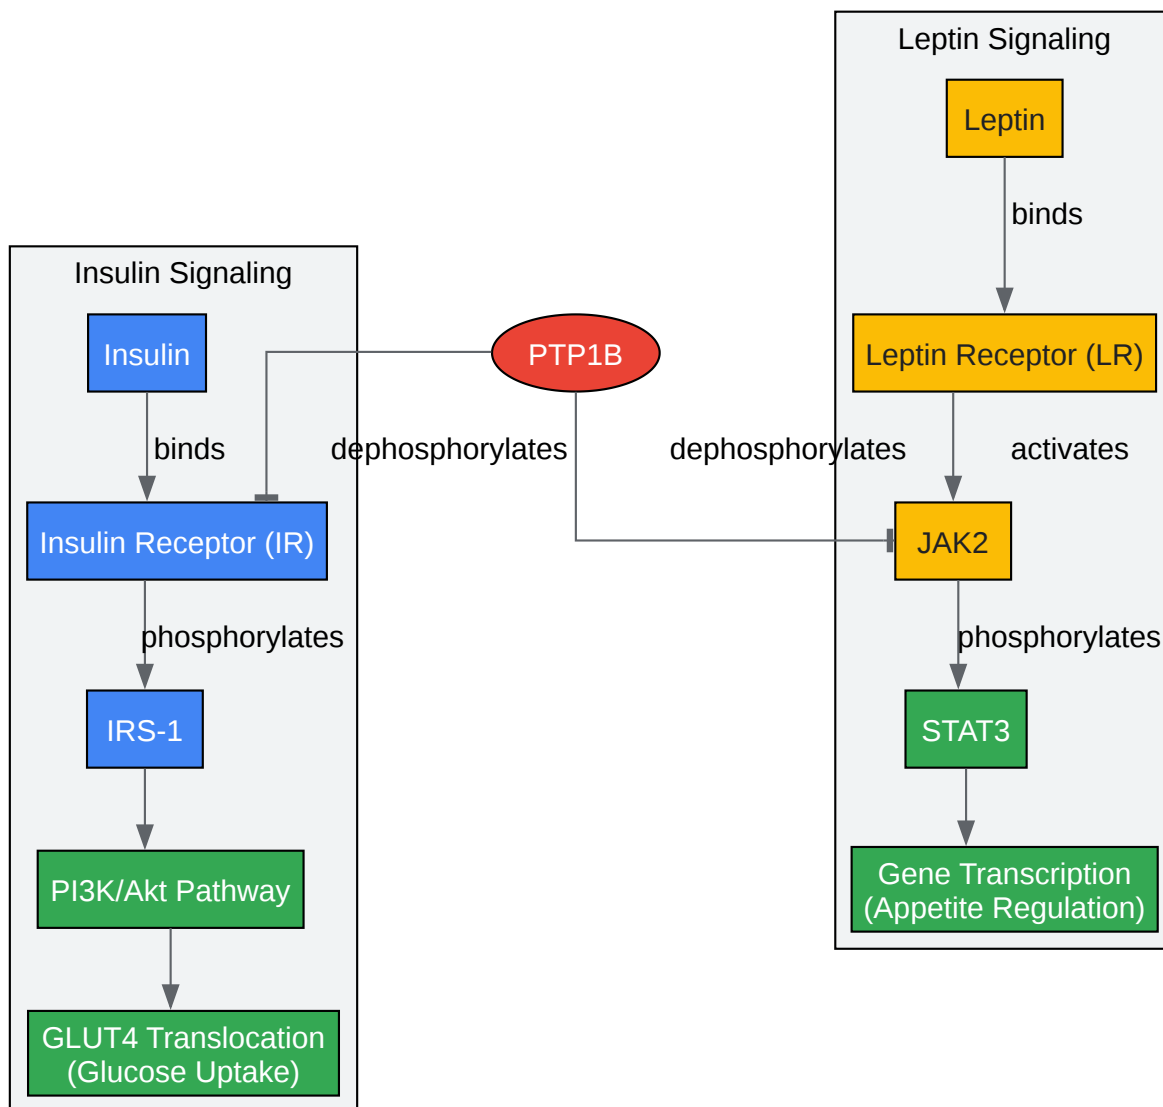 Leptin Signaling
Leptin
binds
Insulin Signaling
Insulin
PTP1B
Leptin Receptor (LR)
binds
dephosphorylates
dephosphorylates
activates
Insulin Receptor (IR)
JAK2
phosphorylates
phosphorylates
IRS-1
STAT3
PI3K/Akt Pathway
Gene Transcription
(Appetite Regulation)
GLUT4 Translocation
(Glucose Uptake)